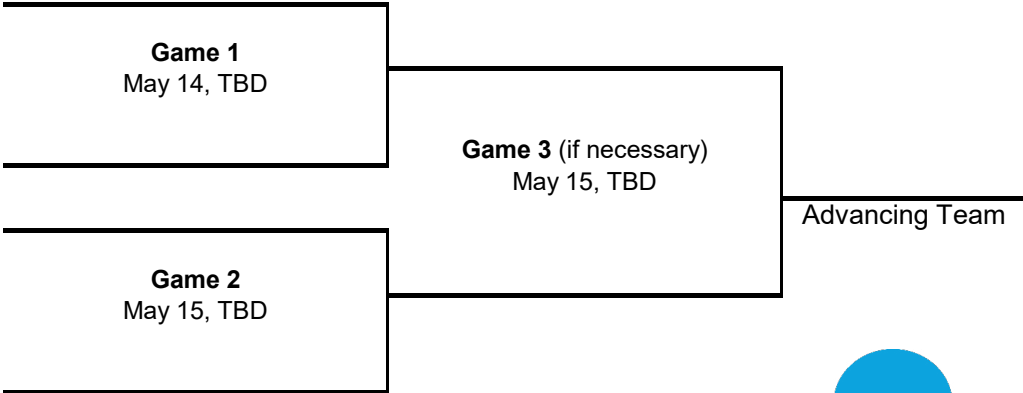 Game 1
May 14, TBD
Game 3 (if necessary)
May 15, TBD
Advancing Team
Game 2
May 15, TBD